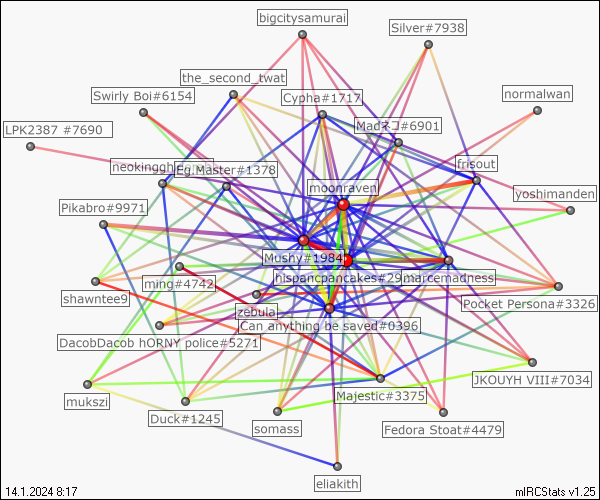 bigcitysamurai
Silver#7938
the_second_twat
Swirly Boi#6154
Cypha#1717
normalwan
LPK2387 #7690
Madネコ#6901
frisout
Eg.Master#1378
moonraven
yoshimanden
Pikabro#9971
Mushy#1984
hispancpancakes#29
marcemadness
ming#4742
shawntee9
zebula
Pocket Persona#3326
Can anything be saved#0396
DacobDacob hORNY police#5271
JKOUYH VIII#7034
mukszi
Majestic#3375
Duck#1245
somass
Fedora Stoat#4479
eliakith
14.1.2024 8:17
mIRCStats v1.25